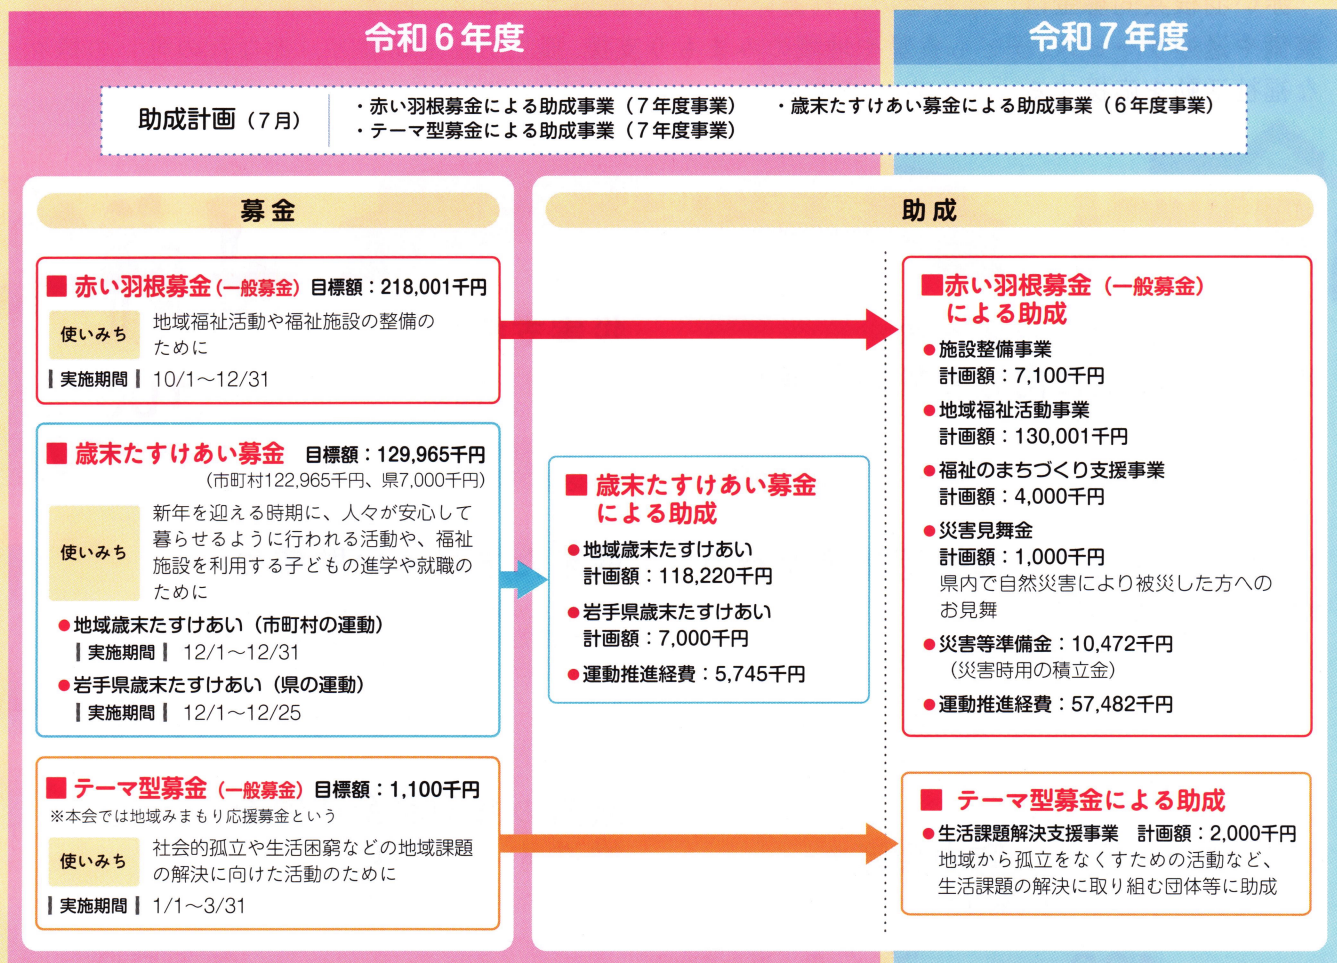 令和6年度
令和7年度
助成計画（7月）
・赤い羽根募金による助成事業（7年度事業）　・歳末たすけあい募金による助成事業（6年度事業）
・テーマ型募金による助成事業（7年度事業）
募金
■ 赤い羽根募金（一般募金） 目標額：218,001千円
使いみち
地域福祉活動や福祉施設の整備の
ために
実施期間 10/1〜12/31
■ 歳末たすけあい募金　目標額：129,965千円
（市町村122,965千円、県7,000千円）
使いみち
新年を迎える時期に、人々が安心して
暮らせるように行われる活動や、福祉
施設を利用する子どもの進学や就職の
ために
●地域歳末たすけあい（市町村の運動）
実施期間 12/1〜12/31
●岩手県歳末たすけあい（県の運動）
実施期間 12/1〜12/25
■ テーマ型募金（一般募金） 目標額：1,100千円
※本会では地域みまもり応援募金という
使いみち
社会的孤立や生活困窮などの地域課題
の解決に向けた活動のために
実施期間 1/1〜3/31
助成
■ 歳末たすけあい募金
による助成
●地域歳末たすけあい
計画額：118,220千円
●岩手県歳末たすけあい
計画額：7,000千円
●運動推進経費：5,745千円
■赤い羽根募金（一般募金）
による助成
●施設整備事業
計画額：7,100千円
●地域福祉活動事業
計画額：130,001千円
●福祉のまちづくり支援事業
計画額：4,000千円
●災害見舞金
計画額：1,000千円
県内で自然災害により被災した方への
お見舞
●災害等準備金：10,472千円
（災害時用の積立金）
●運動推進経費：57,482千円
■ テーマ型募金による助成
●生活課題解決支援事業　計画額：2,000千円
地域から孤立をなくすための活動など、
生活課題の解決に取り組む団体等に助成